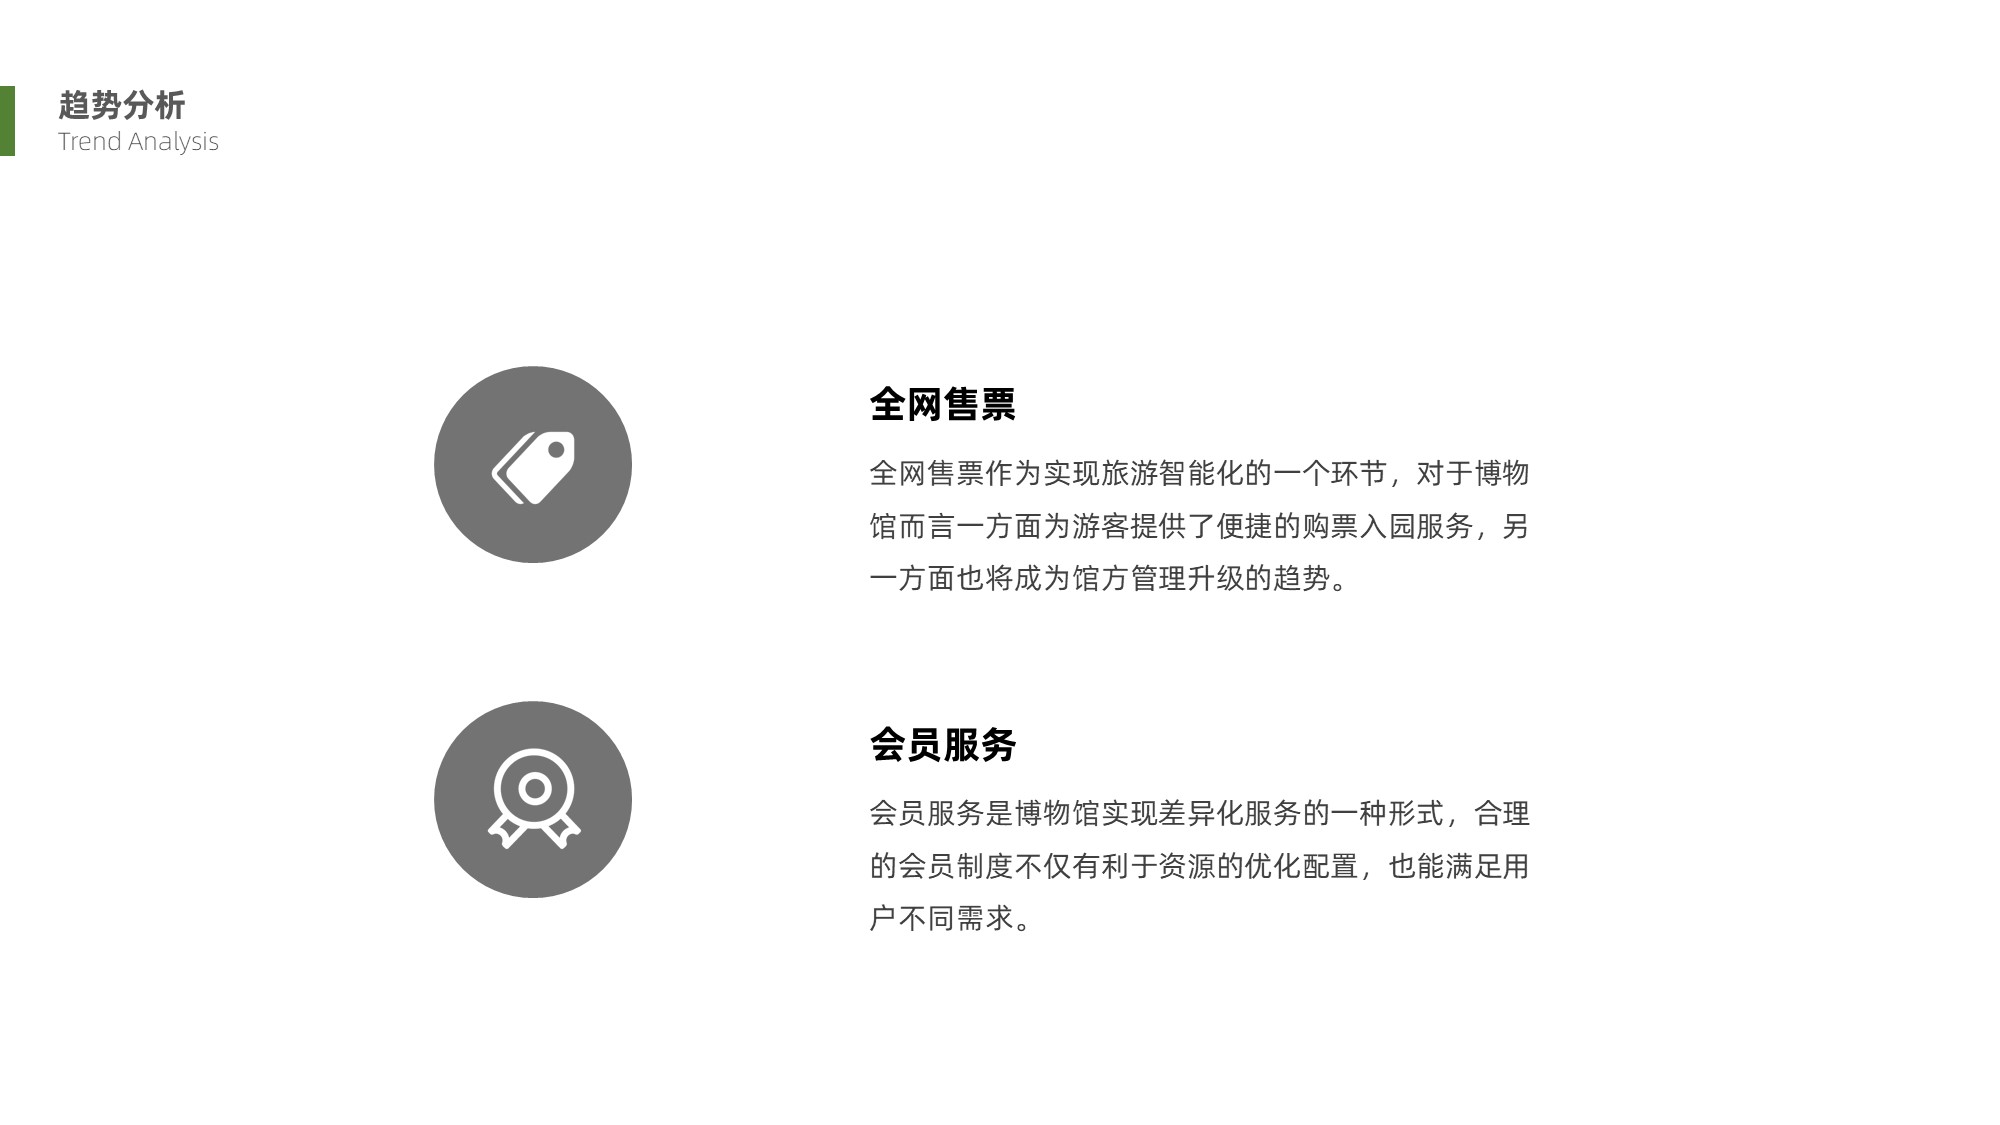 趋势分析
Trend Analysis
全网售票
全网售票作为实现旅游智能化的一个环节，对于博物
馆而言一方面为游客提供了便捷的购票入园服务，另
一方面也将成为馆方管理升级的趋势。
会员服务
会员服务是博物馆实现差异化服务的一种形式，合理
的会员制度不仅有利于资源的优化配置，也能满足用
户不同需求。